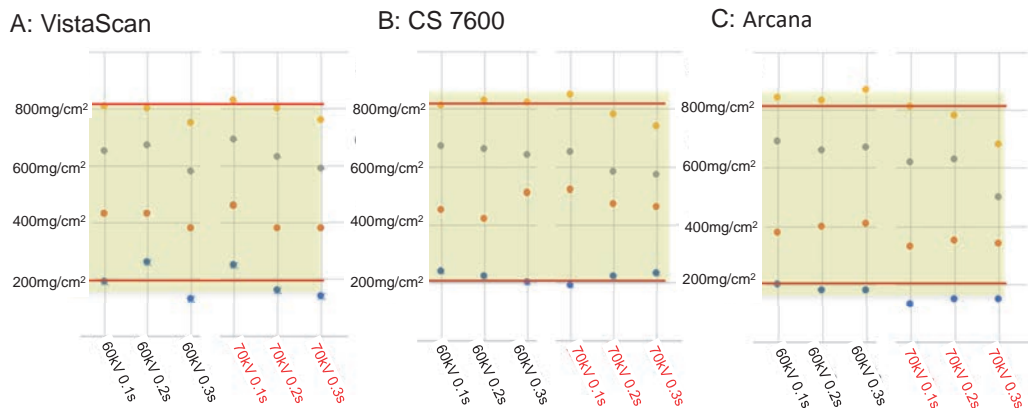 A: VistaScan
800mg/cm²
600mg/cm²
400mg/cm²
200mg/cm²
60kV 0.1s
60kV 0.2s
60kV 0.3s
70kV 0.1s
70kV 0.2s
70kV 0.3s
B: CS 7600
800mg/cm²
600mg/cm²
400mg/cm²
200mg/cm²
60kV 0.1s
60kV 0.2s
60kV 0.3s
70kV 0.1s
70kV 0.2s
70kV 0.3s
C: Arcana
800mg/cm²
600mg/cm²
400mg/cm²
200mg/cm²
60kV 0.1s
60kV 0.2s
60kV 0.3s
70kV 0.1s
70kV 0.2s
70kV 0.3s